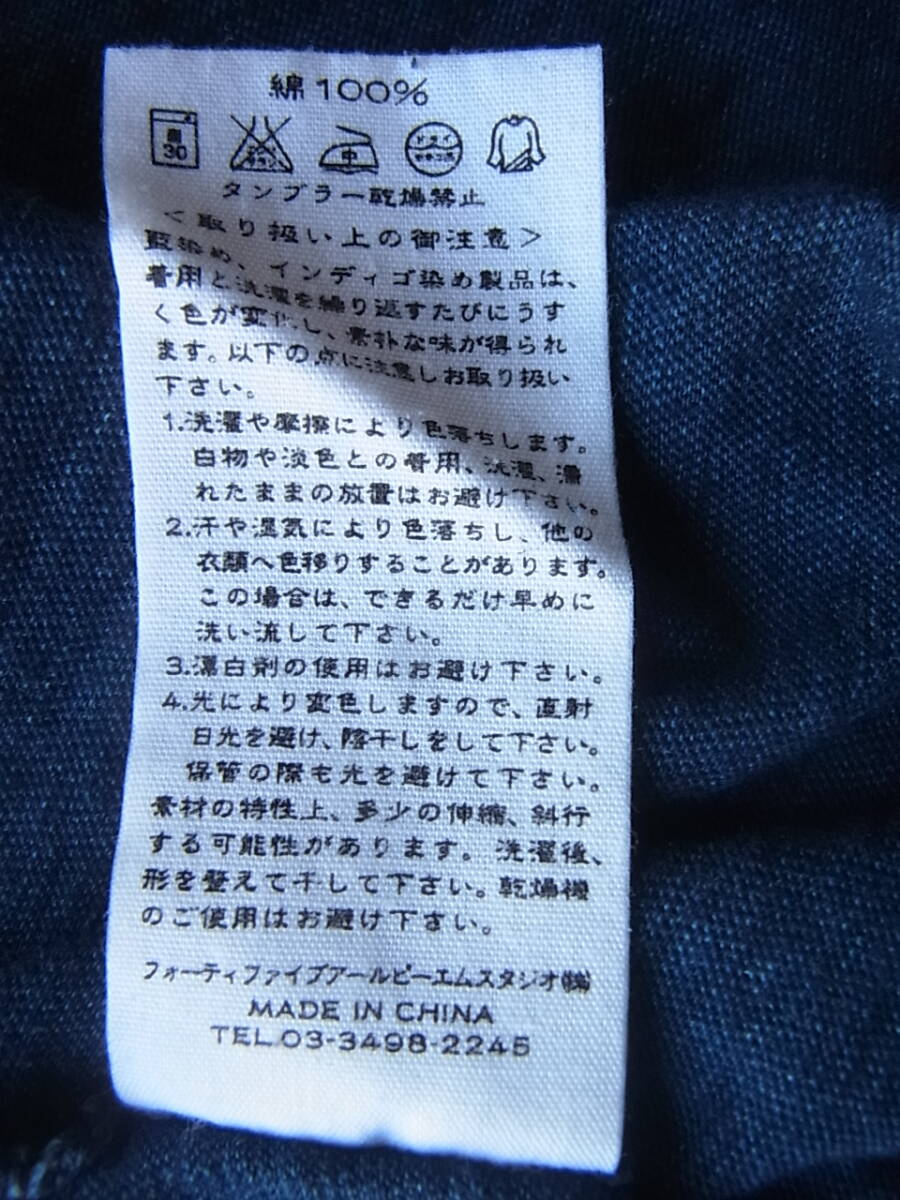 綿100%
弱
30
エンソ
サラシ
中
ドライ
セキユ系
タンブラー乾燥禁止
<取り扱い上の御注意>
藍染め、インディゴ染め製品は、
着用と洗濯を繰り返すたびにうす
く色が変化し、素朴な味が得られ
ます。以下の点に注意しお取り扱い
下さい。
1.洗濯や摩擦により色落ちします。
白物や淡色との着用、洗濯、濡
れたままの放置はお避け下さい。
2.汗や湿気により色落ちし、他の
衣類へ色移りすることがあります。
この場合は、できるだけ早めに
洗い流して下さい。
3.漂白剤の使用はお避け下さい。
4.光により変色しますので、直射
日光を避け、陰干しをして下さい。
保管の際も光を避けて下さい。
素材の特性上、多少の伸縮、斜行
する可能性があります。洗濯後、
形を整えて干して下さい。乾燥機
のご使用はお避け下さい。
フォーティファイブアールピーエムスタジオ㈱
MADE IN CHINA
TEL.03-3498-2245